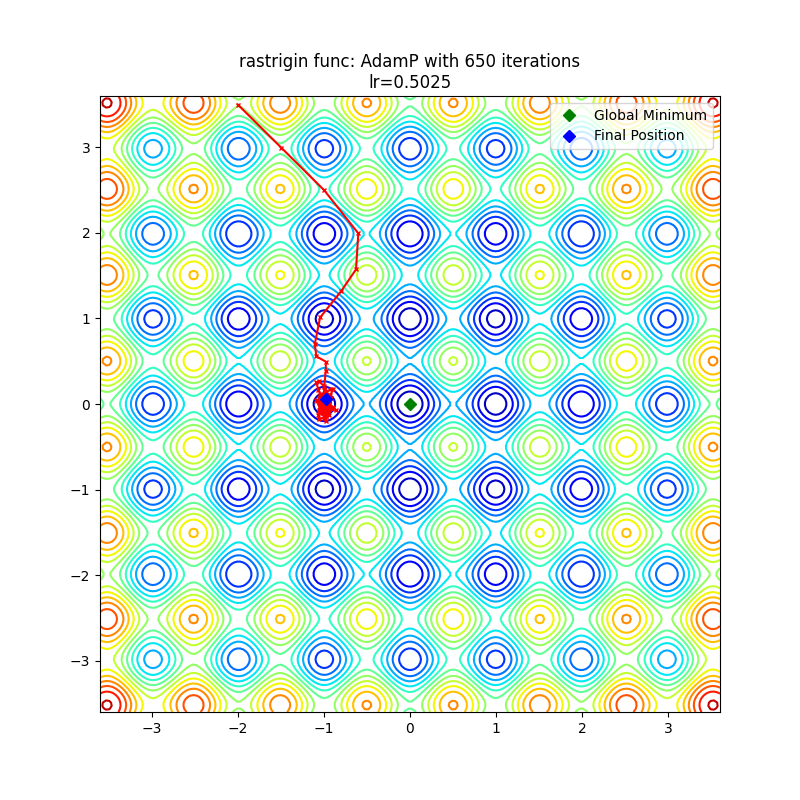 rastrigin func: AdamP with 650 iterations
lr=0.5025
Global Minimum
Final Position
3
2
1
0
−1
−2
−3
−3 −2 −1 0 1 2 3